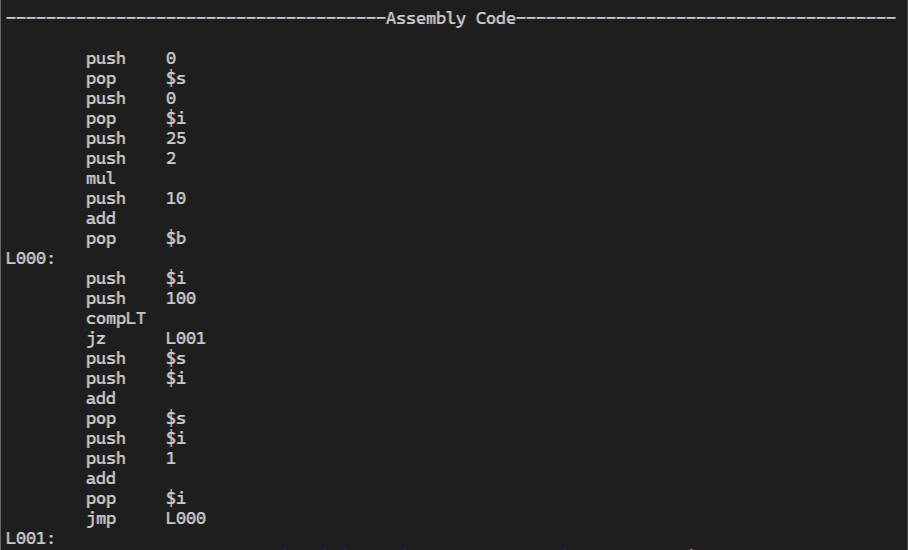 --------------------------------------Assembly Code--------------------------------------
push 0
pop $s
push 0
pop $i
push 25
push 2
mul
push 10
add
pop $b
L000:
push $i
push 100
compLT
jz L001
push $s
push $i
add
pop $s
push $i
push 1
add
pop $i
jmp L000
L001: